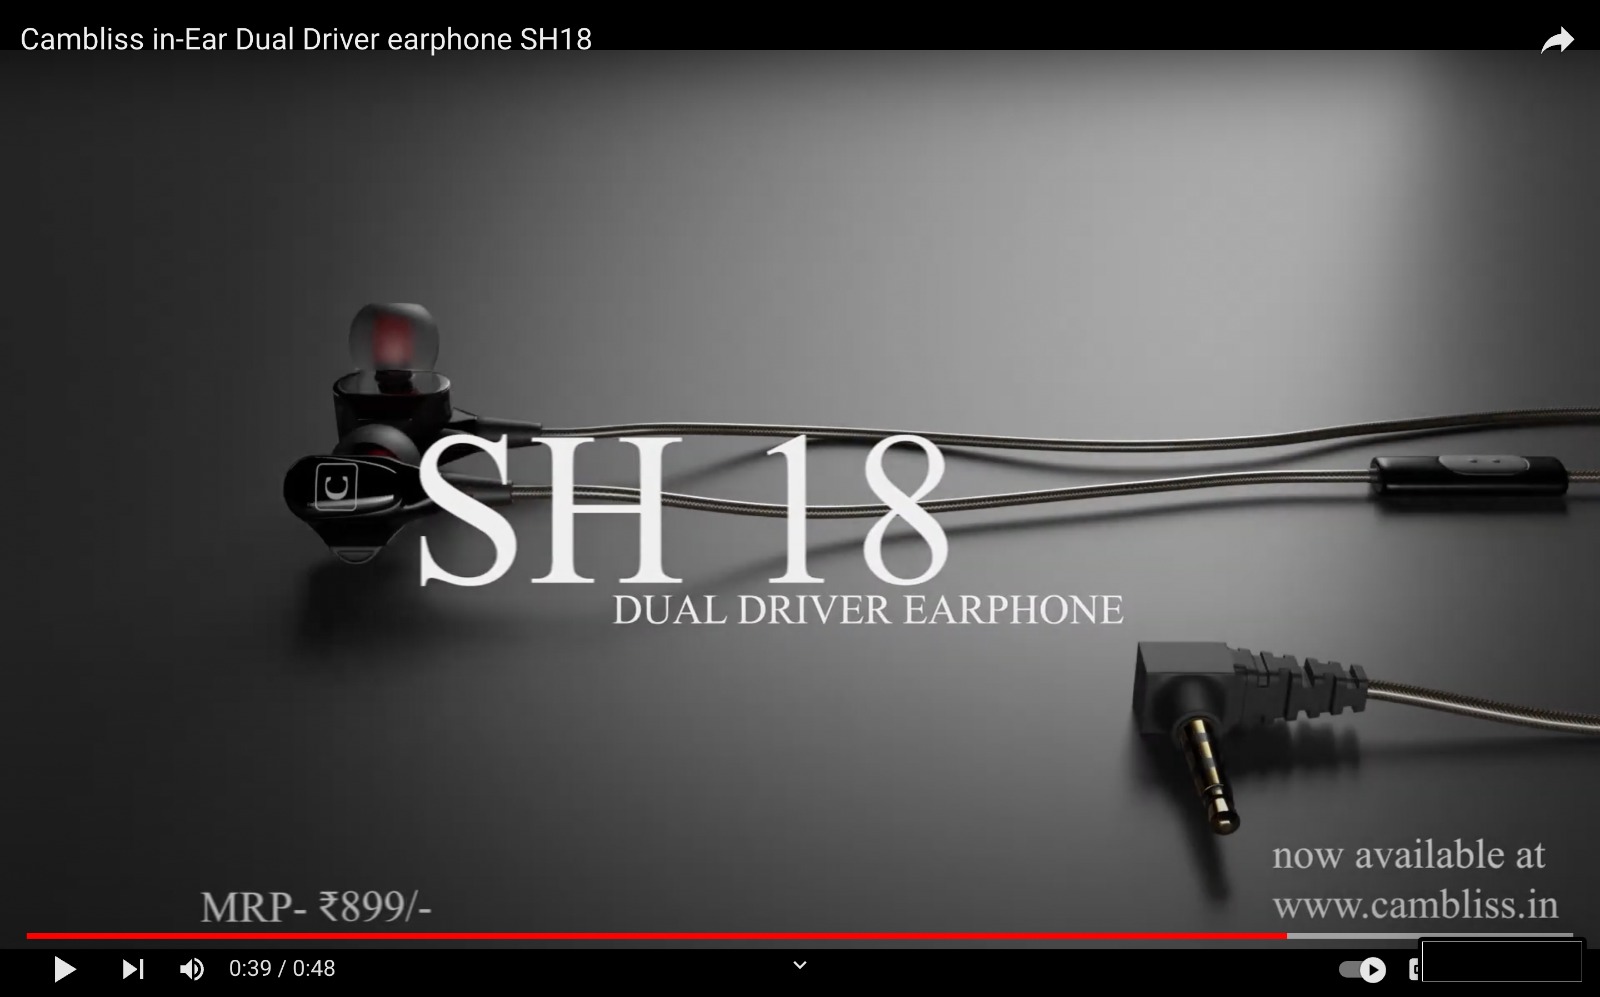 Cambliss in-Ear Dual Driver earphone SH18
C
SH 18
DUAL DRIVER EARPHONE
now available at
www.cambliss.in
MRP- ₹899/-
0:39 / 0:48